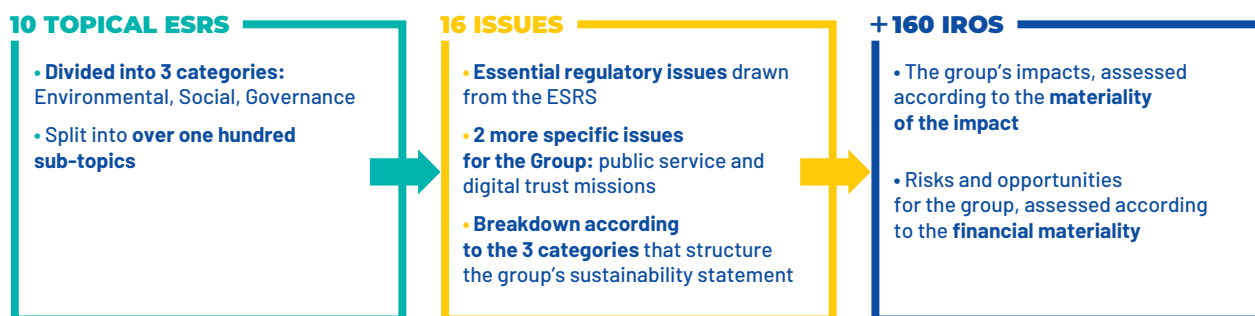 10 TOPICAL ESRS
• Divided into 3 categories:
Environmental, Social, Governance
• Split into over one hundred
sub-topics
16 ISSUES
• Essential regulatory issues drawn
from the ESRS
• 2 more specific issues
for the Group: public service and
digital trust missions
• Breakdown according
to the 3 categories that structure
the group's sustainability statement
+160 IROS
• The group's impacts, assessed
according to the materiality
of the impact
• Risks and opportunities
for the group, assessed according
to the financial materiality